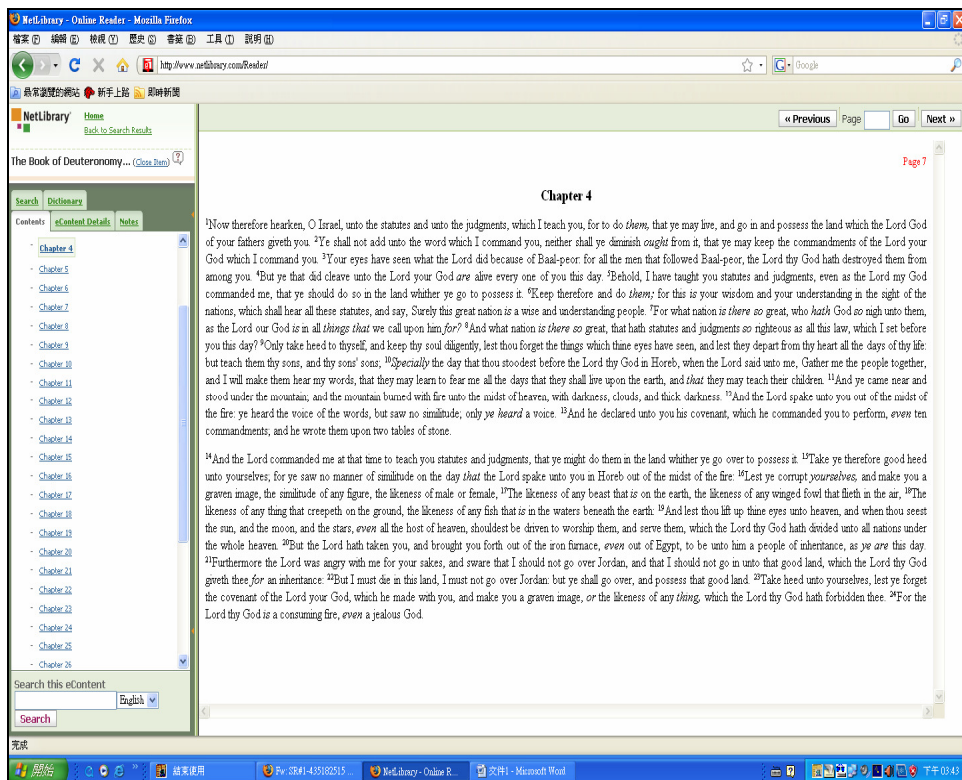 NetLibrary - Online Reader - Mozilla Firefox
檔案(F) 編輯(E) 檢視(V) 歷史(S) 書籤(B) 工具(T) 說明(H)
http://www.netlibrary.com/Reader/
Google
最常瀏覽的網站 新手上路 即時新聞
NetLibrary® Home
Back to Search Results
« Previous Page Go Next »
The Book of Deuteronomy... (Close Item) ?
Page 7
Search Dictionary
Contents eContent Details Notes
- Chapter 4
- Chapter 5
- Chapter 6
- Chapter 7
- Chapter 8
- Chapter 9
- Chapter 10
- Chapter 11
- Chapter 12
- Chapter 13
- Chapter 14
- Chapter 15
- Chapter 16
- Chapter 17
- Chapter 18
- Chapter 19
- Chapter 20
- Chapter 21
- Chapter 22
- Chapter 23
- Chapter 24
- Chapter 25
- Chapter 26
Search this eContent
English
Search
Chapter 4
1Now therefore hearken, O Israel, unto the statutes and unto the judgments, which I teach you, for to do them, that ye may live, and go in and possess the land which the Lord God
of your fathers giveth you. 2Ye shall not add unto the word which I command you, neither shall ye diminish ought from it, that ye may keep the commandments of the Lord your
God which I command you. 3Your eyes have seen what the Lord did because of Baal-peor: for all the men that followed Baal-peor, the Lord thy God hath destroyed them from
among you. 4But ye that did cleave unto the Lord your God are alive every one of you this day. 5Behold, I have taught you statutes and judgments, even as the Lord my God
commanded me, that ye should do so in the land whither ye go to possess it. 6Keep therefore and do them; for this is your wisdom and your understanding in the sight of the
nations, which shall hear all these statutes, and say, Surely this great nation is a wise and understanding people. 7For what nation is there so great, who hath God so nigh unto them,
as the Lord our God is in all things that we call upon him for? 8And what nation is there so great, that hath statutes and judgments so righteous as all this law, which I set before
you this day? 9Only take heed to thyself, and keep thy soul diligently, lest thou forget the things which thine eyes have seen, and lest they depart from thy heart all the days of thy life:
but teach them thy sons, and thy sons' sons; 10Specially the day that thou stoodest before the Lord thy God in Horeb, when the Lord said unto me, Gather me the people together,
and I will make them hear my words, that they may learn to fear me all the days that they shall live upon the earth, and that they may teach their children. 11And ye came near and
stood under the mountain; and the mountain burned with fire unto the midst of heaven, with darkness, clouds, and thick darkness. 12And the Lord spake unto you out of the midst of
the fire: ye heard the voice of the words, but saw no similitude; only ye heard a voice. 13And he declared unto you his covenant, which he commanded you to perform, even ten
commandments; and he wrote them upon two tables of stone.
14And the Lord commanded me at that time to teach you statutes and judgments, that ye might do them in the land whither ye go over to possess it. 15Take ye therefore good heed
unto yourselves; for ye saw no manner of similitude on the day that the Lord spake unto you in Horeb out of the midst of the fire: 16Lest ye corrupt yourselves, and make you a
graven image, the similitude of any figure, the likeness of male or female, 17The likeness of any beast that is on the earth, the likeness of any winged fowl that flieth in the air, 18The
likeness of any thing that creepeth on the ground, the likeness of any fish that is in the waters beneath the earth: 19And lest thou lift up thine eyes unto heaven, and when thou seest
the sun, and the moon, and the stars, even all the host of heaven, shouldest be driven to worship them, and serve them, which the Lord thy God hath divided unto all nations under
the whole heaven. 20But the Lord hath taken you, and brought you forth out of the iron furnace, even out of Egypt, to be unto him a people of inheritance, as ye are this day.
21Furthermore the Lord was angry with me for your sakes, and sware that I should not go over Jordan, and that I should not go in unto that good land, which the Lord thy God
giveth thee for an inheritance: 22But I must die in this land, I must not go over Jordan: but ye shall go over, and possess that good land. 23Take heed unto yourselves, lest ye forget
the covenant of the Lord your God, which he made with you, and make you a graven image, or the likeness of any thing, which the Lord thy God hath forbidden thee. 24For the
Lord thy God is a consuming fire, even a jealous God.
完成
開始 結束使用 Fw: SR#1-435182515 ... NetLibrary - Online R... 文件1 - Microsoft Word 下午 03:43